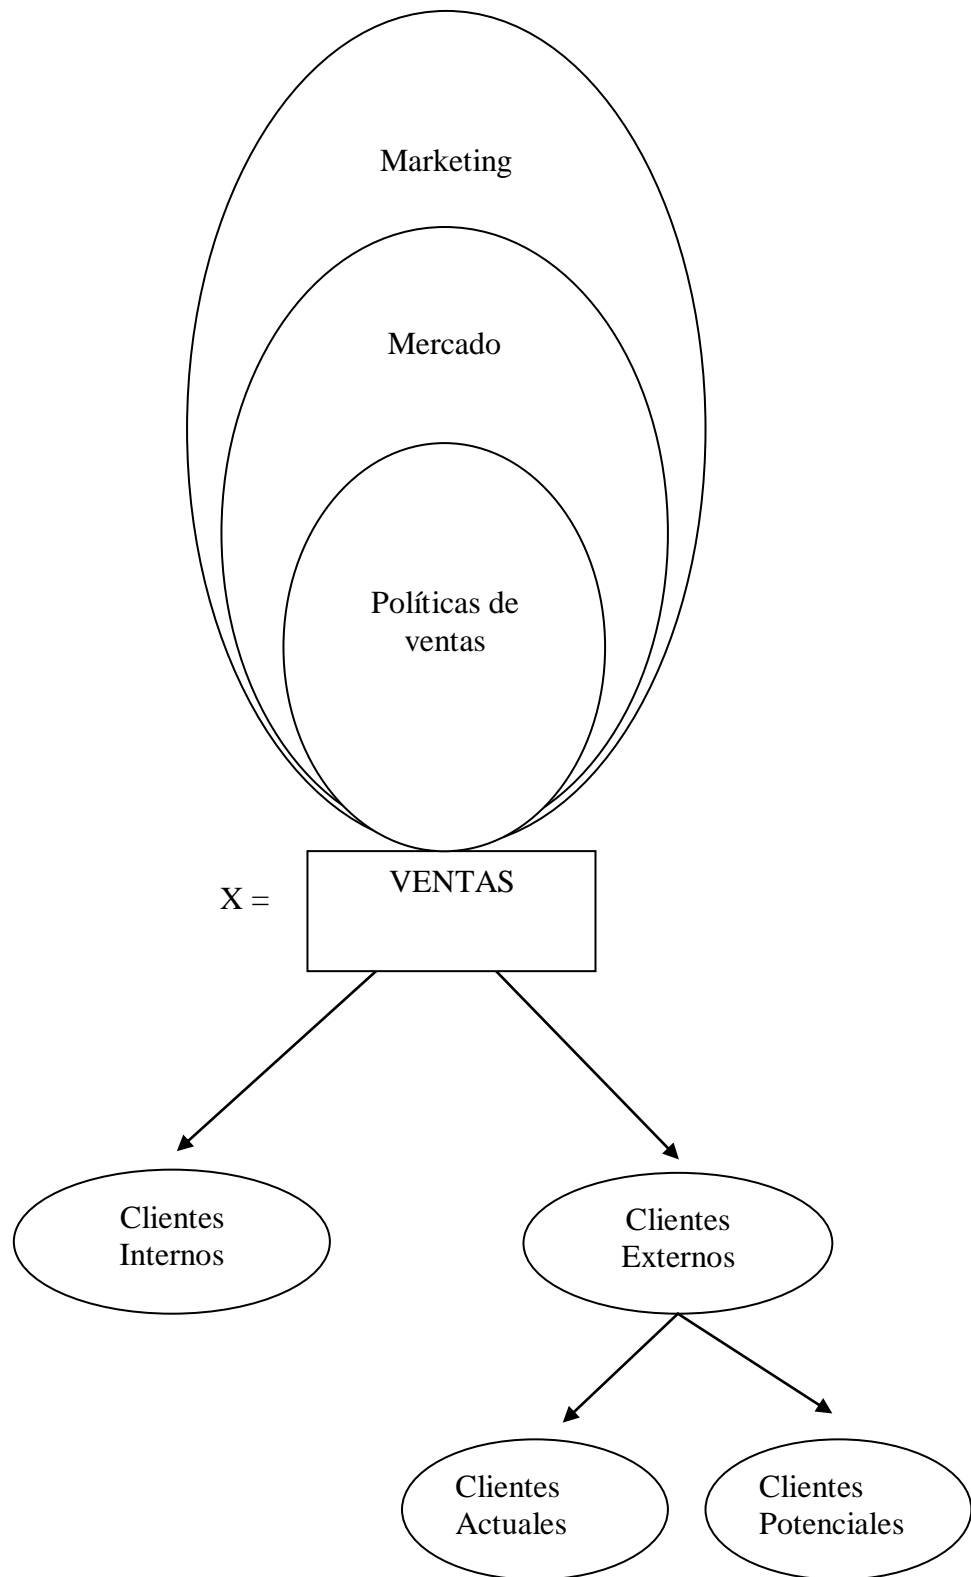 Marketing
Mercado
Políticas de
ventas
X =
VENTAS
Clientes
Internos
Clientes
Externos
Clientes
Actuales
Clientes
Potenciales